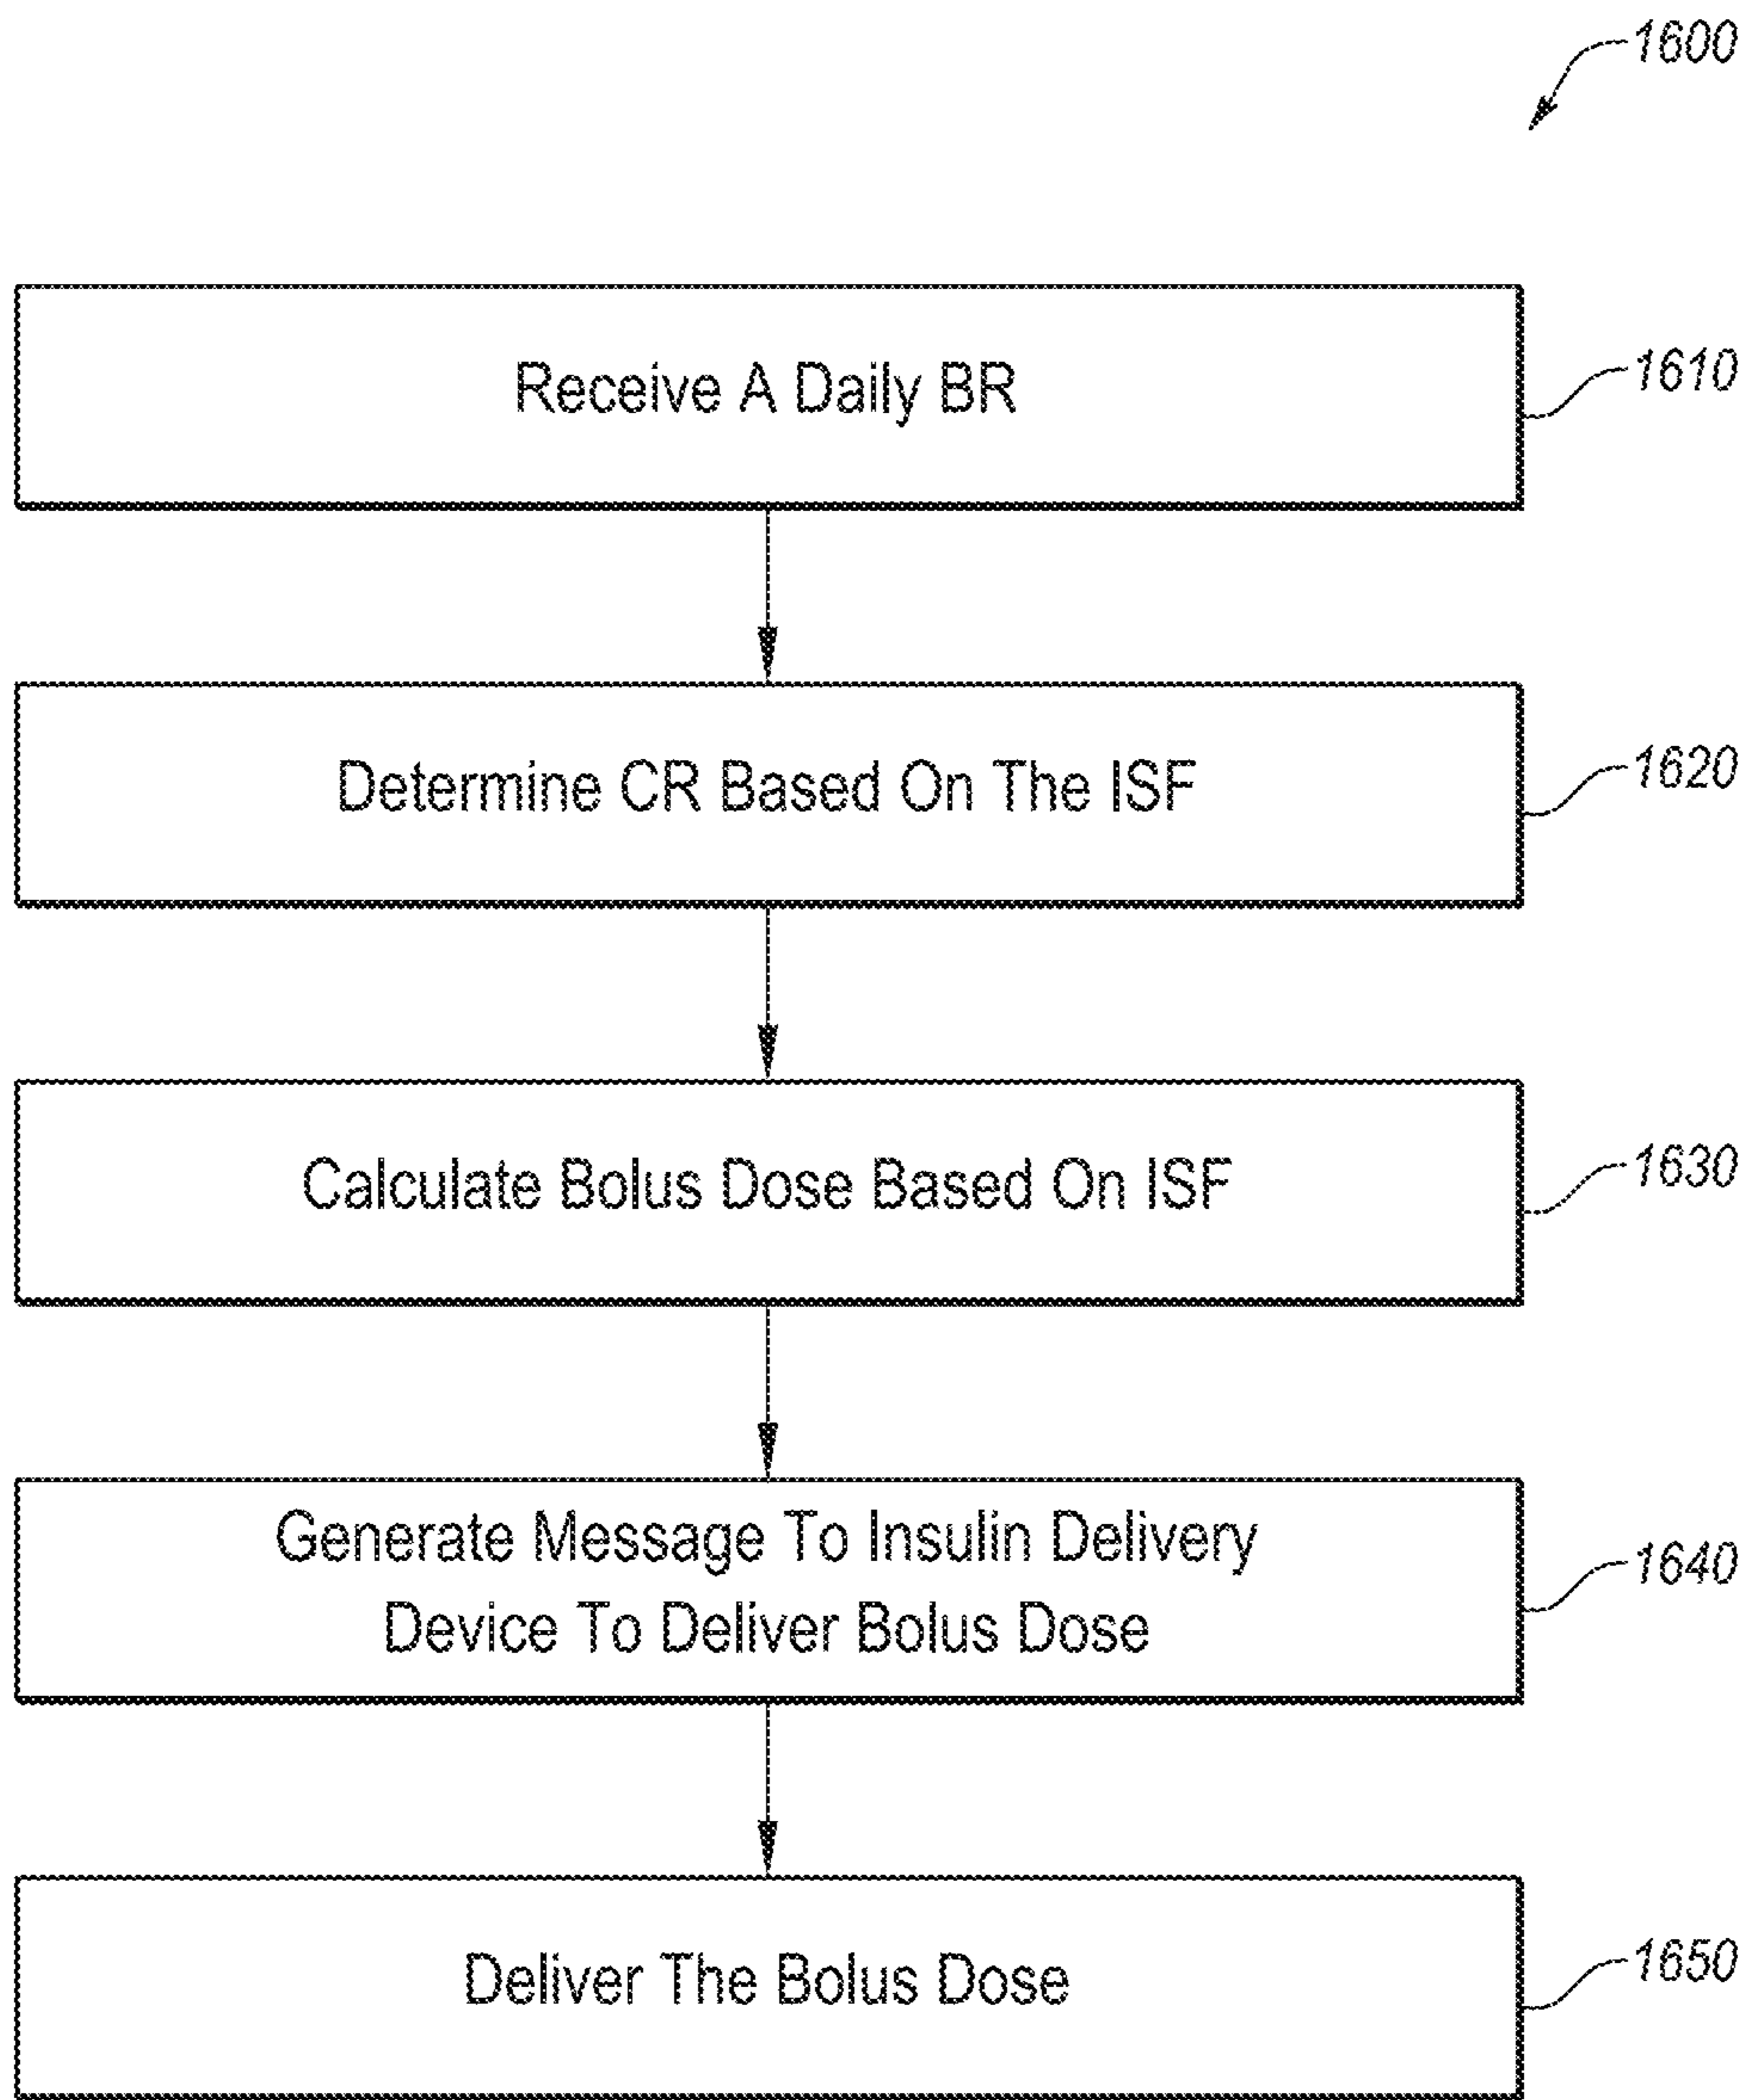 1600
Receive A Daily BR
1610
Determine CR Based On The ISF
1620
Calculate Bolus Dose Based On ISF
1630
Generate Message To Insulin Delivery
Device To Deliver Bolus Dose
1640
Deliver The Bolus Dose
1650